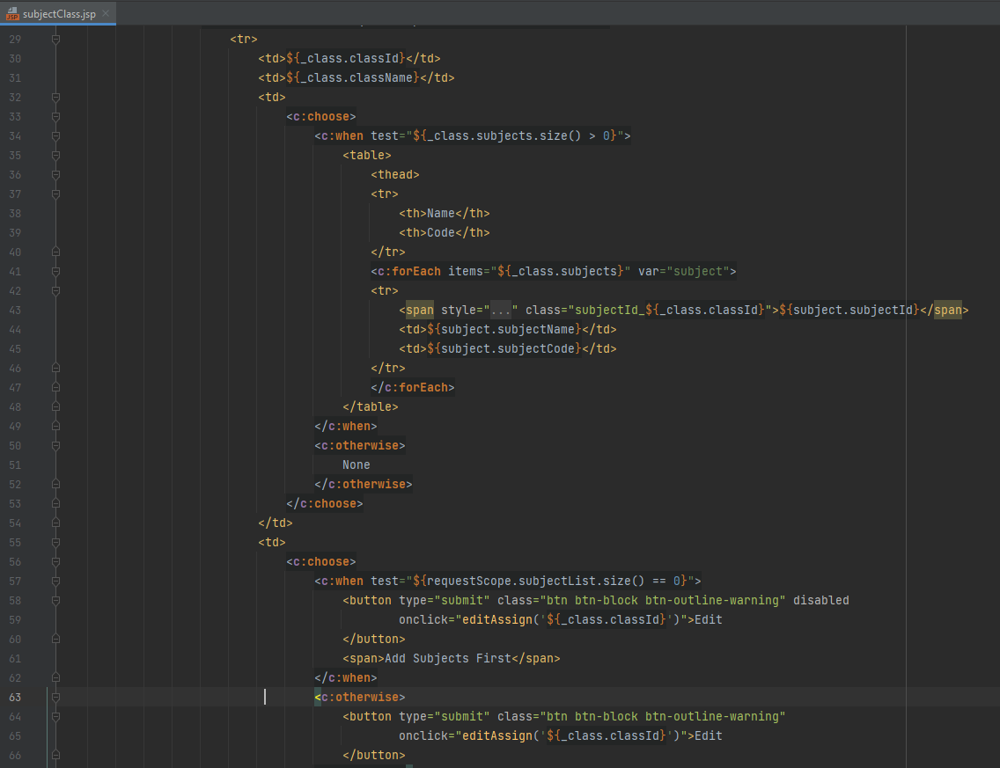 JSP subjectClass.jsp
29 <tr>
30 <td>${_class.classId}</td>
31 <td>${_class.className}</td>
32 <td>
33 <c:choose>
34 <c:when test="${_class.subjects.size() > 0}">
35 <table>
36 <thead>
37 <tr>
38 <th>Name</th>
39 <th>Code</th>
40 </tr>
41 <c:forEach items="${_class.subjects}" var="subject">
42 <tr>
43 <span style="..." class="subjectId_${_class.classId}">${subject.subjectId}</span>
44 <td>${subject.subjectName}</td>
45 <td>${subject.subjectCode}</td>
46 </tr>
47 </c:forEach>
48 </table>
49 </c:when>
50 <c:otherwise>
51 None
52 </c:otherwise>
53 </c:choose>
54 </td>
55 <td>
56 <c:choose>
57 <c:when test="${requestScope.subjectList.size() == 0}">
58 <button type="submit" class="btn btn-block btn-outline-warning" disabled
59 onclick="editAssign('${_class.classId}')">Edit
60 </button>
61 <span>Add Subjects First</span>
62 </c:when>
63 <c:otherwise>
64 <button type="submit" class="btn btn-block btn-outline-warning"
65 onclick="editAssign('${_class.classId}')">Edit
66 </button>